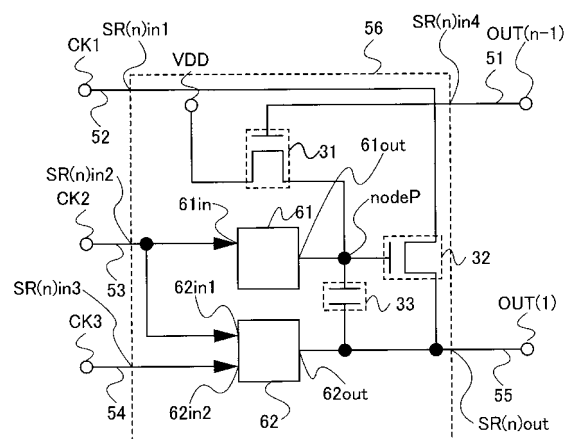 SR(n)in1
56
SR(n)in4
OUT(n-1)
CK1
VDD
51
52
31
61out
SR(n)in2
nodeP
CK2
61in
61
53
32
SR(n)in3
62in1
33
CK3
OUT(1)
54
62in2
62
62out
55
SR(n)out